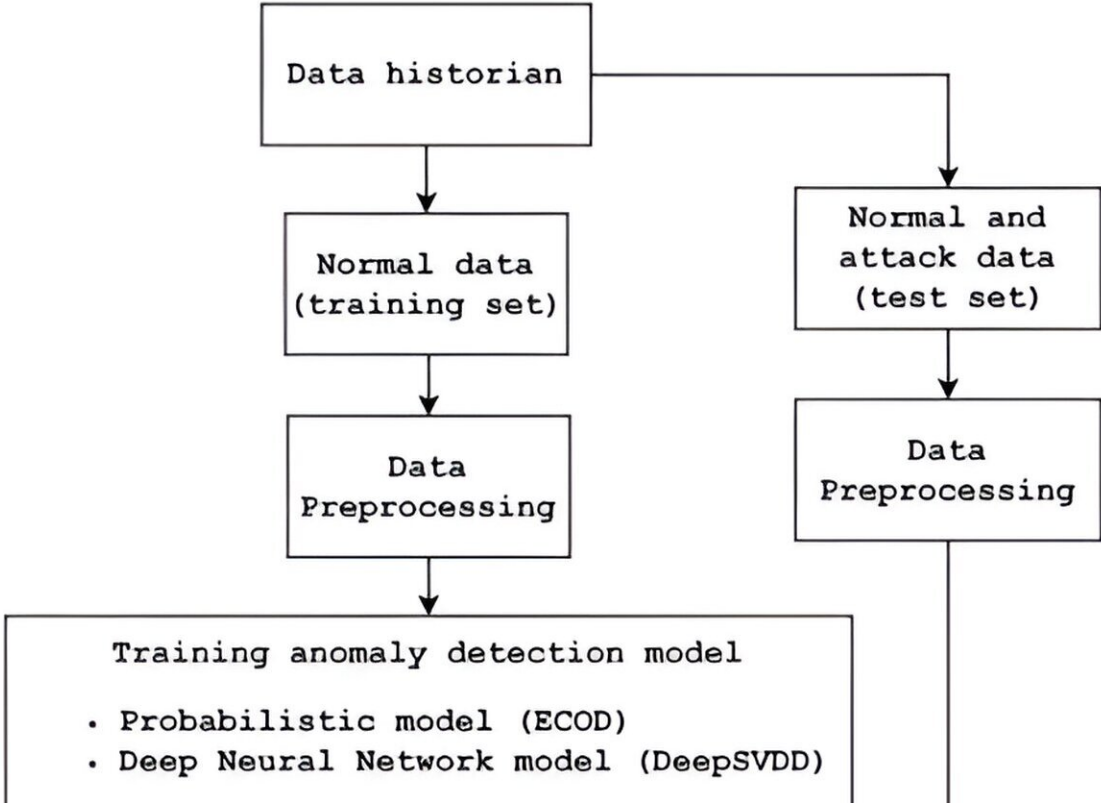 Data historian
Normal data
(training set)
Normal and
attack data
(test set)
Data
Preprocessing
Data
Preprocessing
Training anomaly detection model
• Probabilistic model (ECOD)
• Deep Neural Network model (DeepSVDD)